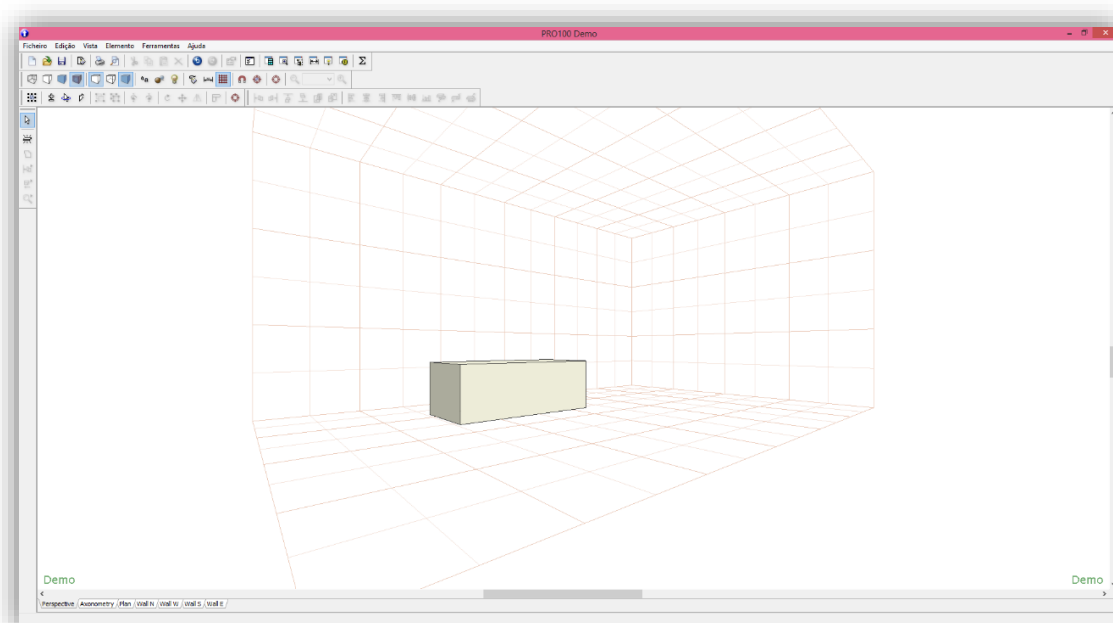 PRO100 Demo
Ficheiro Edição Vista Elemento Ferramentas Ajuda
Demo Demo
Perspective Axonometry Plan Wall N Wall W Wall S Wall E